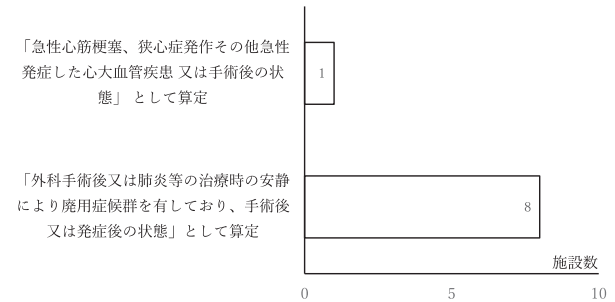 「急性心筋梗塞、狭心症発作その他急性
発症した心大血管疾患 又は手術後の状
態」 として算定
1
「外科手術後又は肺炎等の治療時の安静
により廃用症候群を有しており、手術後
又は発症後の状態」として算定
8
施設数
0 5 10